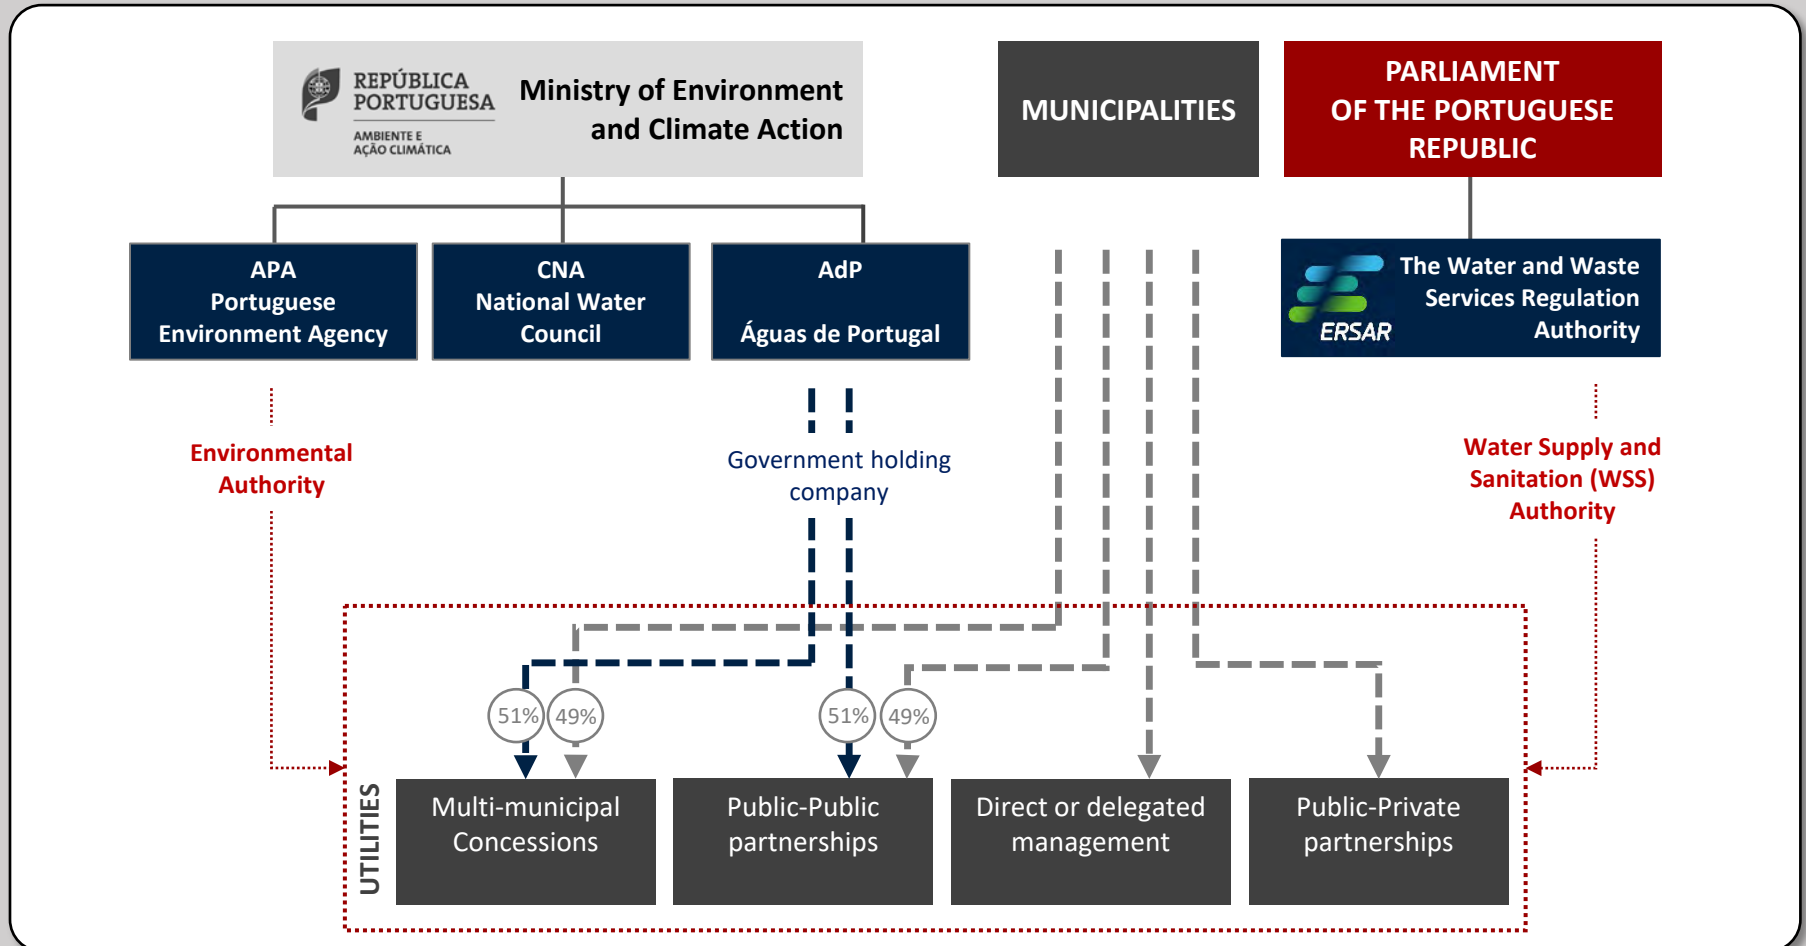 REPÚBLICA
PORTUGUESA
AMBIENTE E
AÇÃO CLIMÁTICA
Ministry of Environment
and Climate Action
MUNICIPALITIES
PARLIAMENT
OF THE PORTUGUESE
REPUBLIC
APA
Portuguese
Environment Agency
CNA
National Water
Council
AdP
Águas de Portugal
ERSAR
The Water and Waste
Services Regulation
Authority
Environmental
Authority
Government holding
company
Water Supply and
Sanitation (WSS)
Authority
51%
49%
51%
49%
UTILITIES
Multi-municipal
Concessions
Public-Public
partnerships
Direct or delegated
management
Public-Private
partnerships